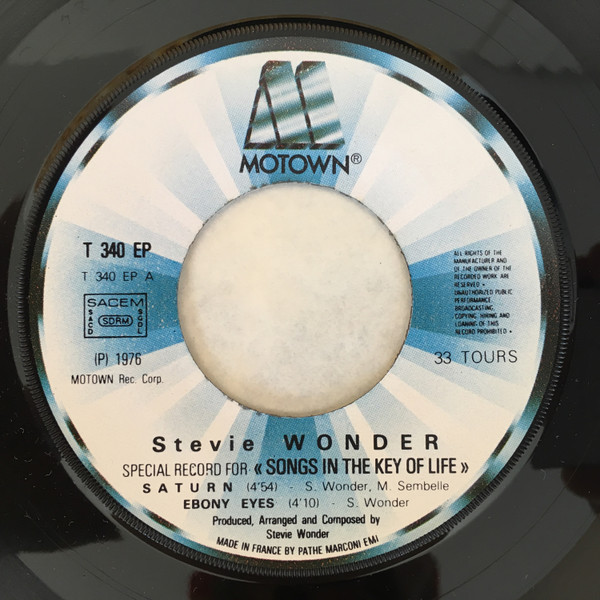 MOTOWN®
T 340 EP
T 340 EP A
SACEM
SACD
SDRM
SGDL
(P) 1976
MOTOWN Rec. Corp.
ALL RIGHTS OF THE
MANUFACTURER AND
OF THE OWNER OF THE
RECORDED WORK ARE
RESERVED •
UNAUTHORIZED PUBLIC
PERFORMANCE,
BROADCASTING,
COPYING, HIRING AND
LOANING OF THIS
RECORD PROHIBITED •
33 TOURS
Stevie WONDER
SPECIAL RECORD FOR « SONGS IN THE KEY OF LIFE »
SATURN (4'54) - S. Wonder, M. Sembelle
EBONY EYES (4'10) - S. Wonder
Produced, Arranged and Composed by
Stevie Wonder
MADE IN FRANCE BY PATHE MARCONI EMI